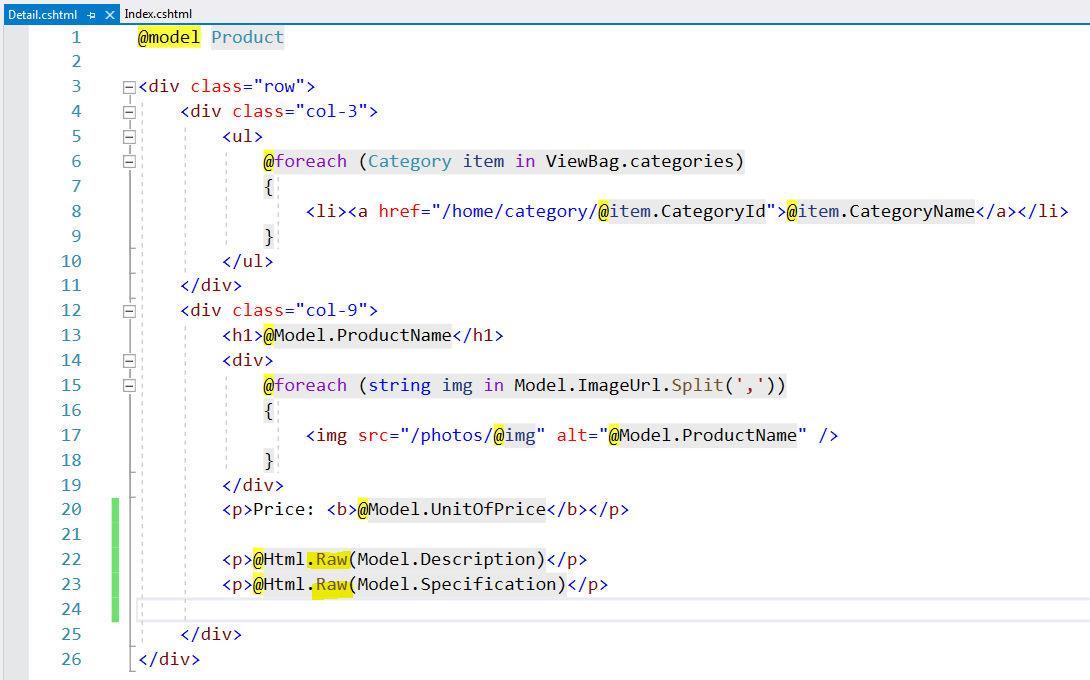 Detail.cshtml Index.cshtml
1 @model Product
2
3 <div class="row">
4 <div class="col-3">
5 <ul>
6 @foreach (Category item in ViewBag.categories)
7 {
8 <li><a href="/home/category/@item.CategoryId">@item.CategoryName</a></li>
9 }
10 </ul>
11 </div>
12 <div class="col-9">
13 <h1>@Model.ProductName</h1>
14 <div>
15 @foreach (string img in Model.ImageUrl.Split(','))
16 {
17 <img src="/photos/@img" alt="@Model.ProductName" />
18 }
19 </div>
20 <p>Price: <b>@Model.UnitOfPrice</b></p>
21
22 <p>@Html.Raw(Model.Description)</p>
23 <p>@Html.Raw(Model.Specification)</p>
24
25 </div>
26 </div>